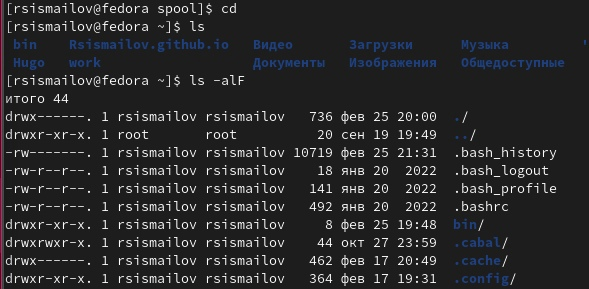 [rsismailov@fedora spool]$ cd
[rsismailov@fedora ~]$ ls
bin Rsismailov.github.io Видео Загрузки Музыка '
Hugo work Документы Изображения Общедоступные
[rsismailov@fedora ~]$ ls -alF
итого 44
drwx------. 1 rsismailov rsismailov 736 фев 25 20:00 ./
drwxr-xr-x. 1 root root 20 сен 19 19:49 ../
-rw-------. 1 rsismailov rsismailov 10719 фев 25 21:31 .bash_history
-rw-r--r--. 1 rsismailov rsismailov 18 янв 20 2022 .bash_logout
-rw-r--r--. 1 rsismailov rsismailov 141 янв 20 2022 .bash_profile
-rw-r--r--. 1 rsismailov rsismailov 492 янв 20 2022 .bashrc
drwxr-xr-x. 1 rsismailov rsismailov 8 фев 25 19:48 bin/
drwxrwxr-x. 1 rsismailov rsismailov 44 окт 27 23:59 .cabal/
drwx------. 1 rsismailov rsismailov 462 фев 17 20:49 .cache/
drwxr-xr-x. 1 rsismailov rsismailov 364 фев 17 19:31 .config/